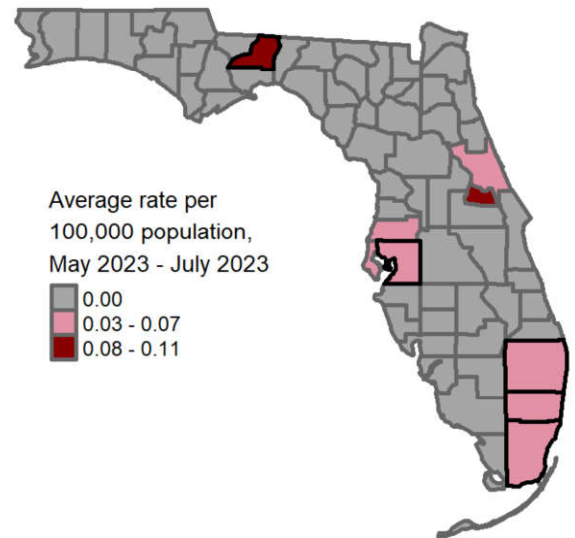 Average rate per
100,000 population,
May 2023 - July 2023
0.00
0.03 - 0.07
0.08 - 0.11